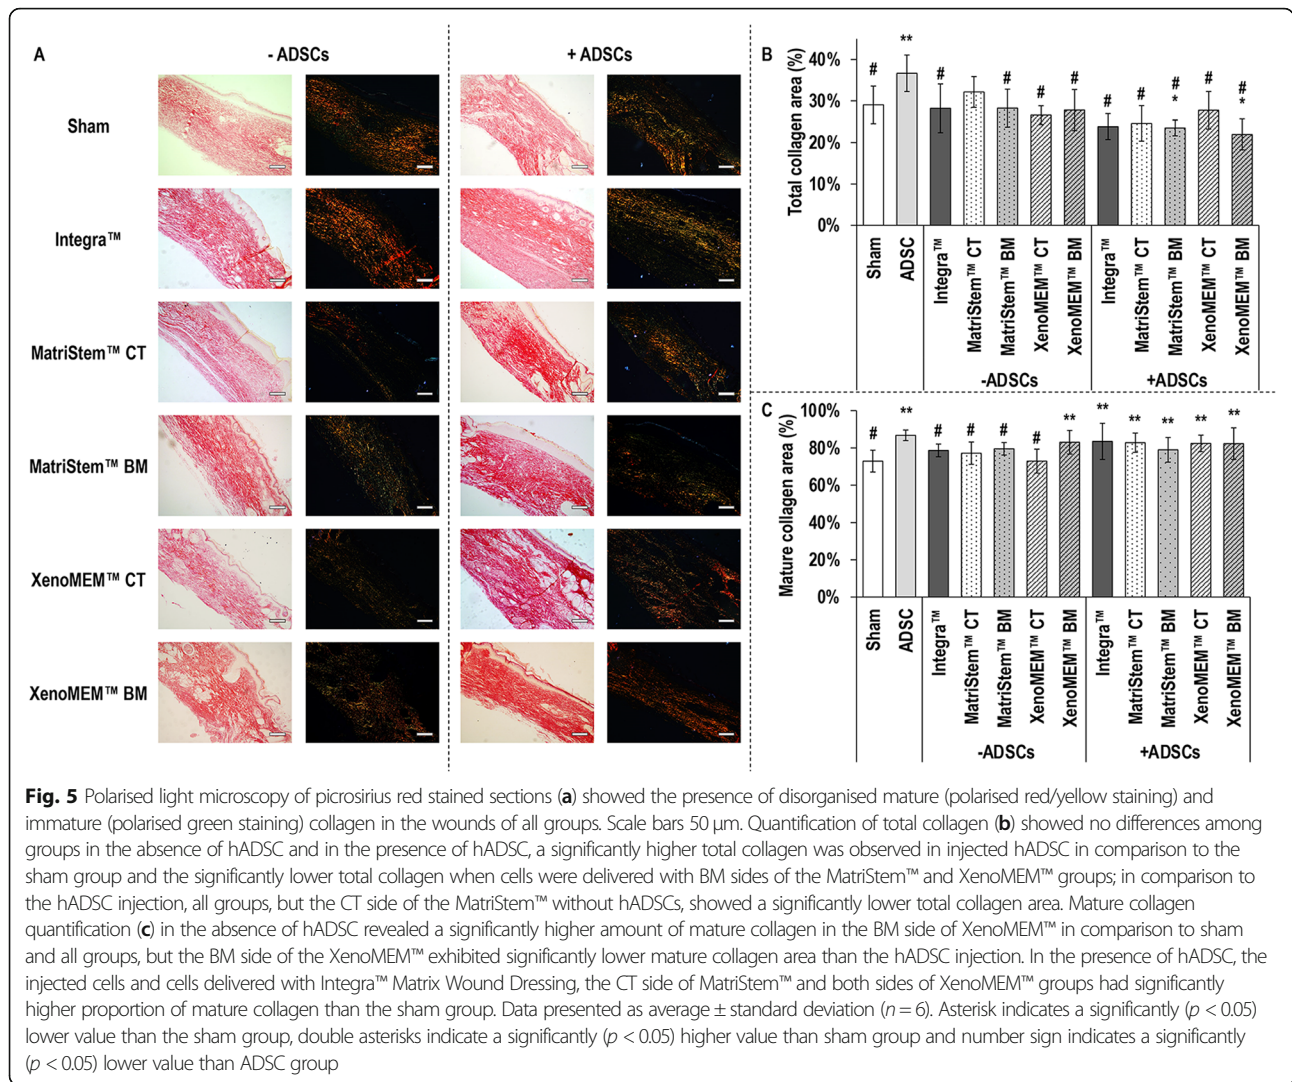 A
- ADSCs
+ ADSCs
Sham
Integra™
MatriStem™ CT
MatriStem™ BM
XenoMEM™ CT
XenoMEM™ BM
B
Total collagen area (%)
40%
30%
20%
10%
0%
#
**
#
#
#
#
#
#
#
*
#
#
*
Sham
ADSC
Integra™
MatriStem™ CT
MatriStem™ BM
XenoMEM™ CT
XenoMEM™ BM
Integra™
MatriStem™ CT
MatriStem™ BM
XenoMEM™ CT
XenoMEM™ BM
-ADSCs
+ADSCs
C
Mature collagen area (%)
100%
80%
60%
40%
20%
0%
#
**
#
#
#
#
**
**
**
**
**
**
Sham
ADSC
Integra™
MatriStem™ CT
MatriStem™ BM
XenoMEM™ CT
XenoMEM™ BM
Integra™
MatriStem™ CT
MatriStem™ BM
XenoMEM™ CT
XenoMEM™ BM
-ADSCs
+ADSCs
Fig. 5 Polarised light microscopy of picrosirius red stained sections (a) showed the presence of disorganised mature (polarised red/yellow staining) and
immature (polarised green staining) collagen in the wounds of all groups. Scale bars 50 μm. Quantification of total collagen (b) showed no differences among
groups in the absence of hADSC and in the presence of hADSC, a significantly higher total collagen was observed in injected hADSC in comparison to the
sham group and the significantly lower total collagen when cells were delivered with BM sides of the MatriStem™ and XenoMEM™ groups; in comparison to
the hADSC injection, all groups, but the CT side of the MatriStem™ without hADSCs, showed a significantly lower total collagen area. Mature collagen
quantification (c) in the absence of hADSC revealed a significantly higher amount of mature collagen in the BM side of XenoMEM™ in comparison to sham
and all groups, but the BM side of the XenoMEM™ exhibited significantly lower mature collagen area than the hADSC injection. In the presence of hADSC, the
injected cells and cells delivered with Integra™ Matrix Wound Dressing, the CT side of MatriStem™ and both sides of XenoMEM™ groups had significantly
higher proportion of mature collagen than the sham group. Data presented as average ± standard deviation (n = 6). Asterisk indicates a significantly (p < 0.05)
lower value than the sham group, double asterisks indicate a significantly (p < 0.05) higher value than sham group and number sign indicates a significantly
(p < 0.05) lower value than ADSC group